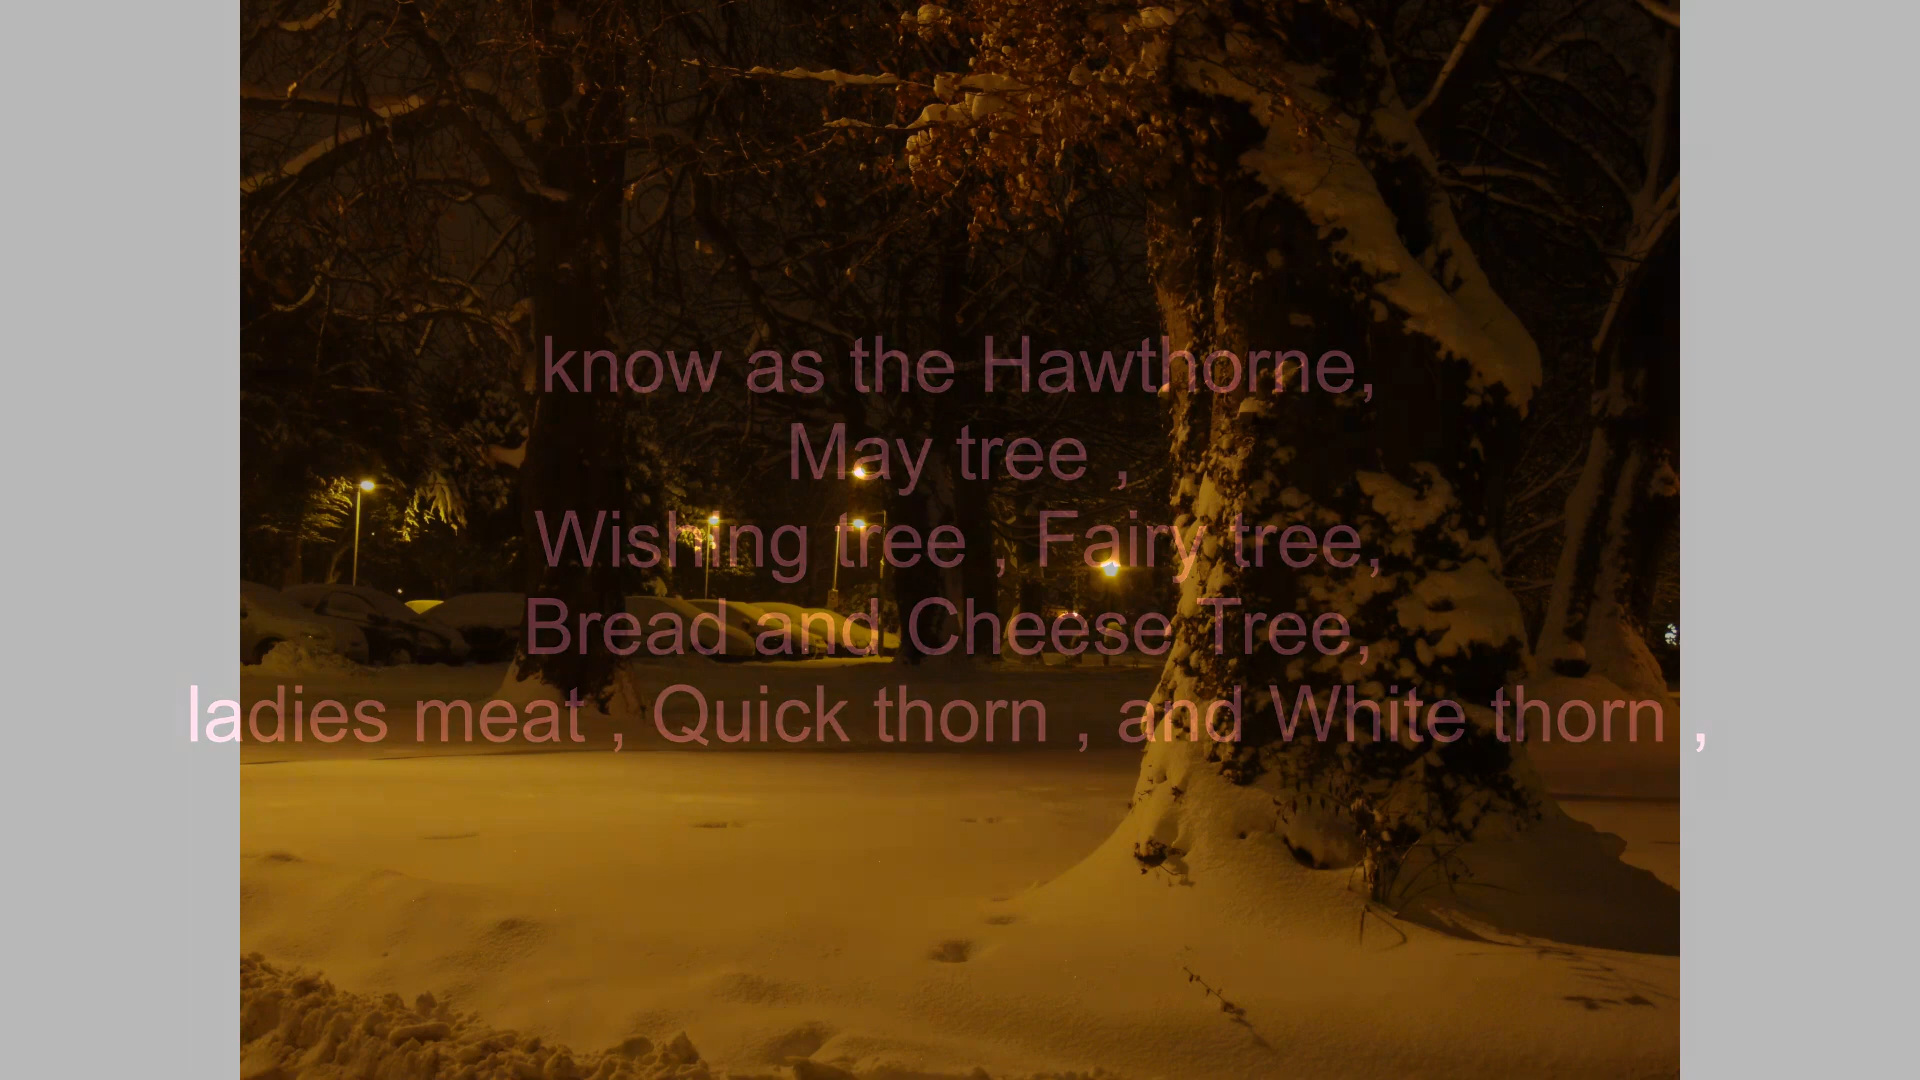 know as the Hawthorne,
May tree ,
Wishing tree , Fairy tree,
Bread and Cheese Tree,
ladies meat , Quick thorn , and White thorn ,